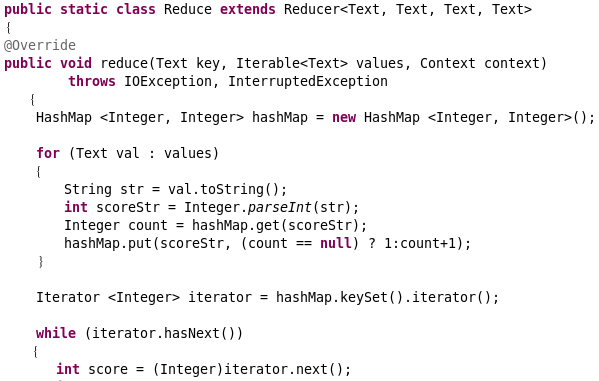 public static class Reduce extends Reducer<Text, Text, Text, Text>
{
@Override
public void reduce(Text key, Iterable<Text> values, Context context)
throws IOException, InterruptedException
{
HashMap <Integer, Integer> hashMap = new HashMap <Integer, Integer>();
for (Text val : values)
{
String str = val.toString();
int scoreStr = Integer.parseInt(str);
Integer count = hashMap.get(scoreStr);
hashMap.put(scoreStr, (count == null) ? 1:count+1);
}
Iterator <Integer> iterator = hashMap.keySet().iterator();
while (iterator.hasNext())
{
int score = (Integer)iterator.next();